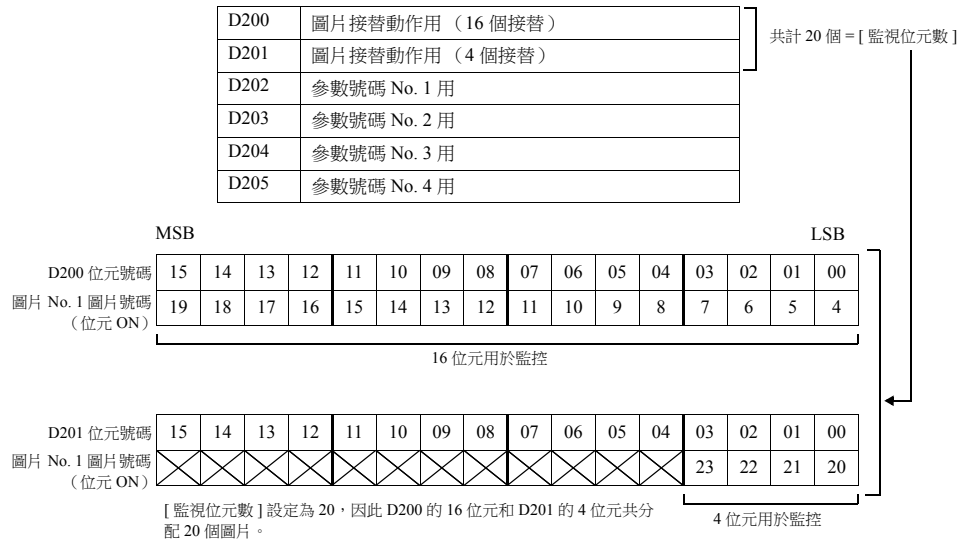 D200 圖片接替動作用（16 個接替）
D201 圖片接替動作用（4 個接替）
共計 20 個 = [ 監視位元數 ]
D202 參數號碼 No. 1 用
D203 參數號碼 No. 2 用
D204 參數號碼 No. 3 用
D205 參數號碼 No. 4 用
MSB LSB
D200 位元號碼 15 14 13 12 11 10 09 08 07 06 05 04 03 02 01 00
圖片 No. 1 圖片號碼
（位元 ON） 19 18 17 16 15 14 13 12 11 10 9 8 7 6 5 4
16 位元用於監控
D201 位元號碼 15 14 13 12 11 10 09 08 07 06 05 04 03 02 01 00
圖片 No. 1 圖片號碼
（位元 ON） 23 22 21 20
[ 監視位元數 ] 設定為 20，因此 D200 的 16 位元和 D201 的 4 位元共分
配 20 個圖片。
4 位元用於監控